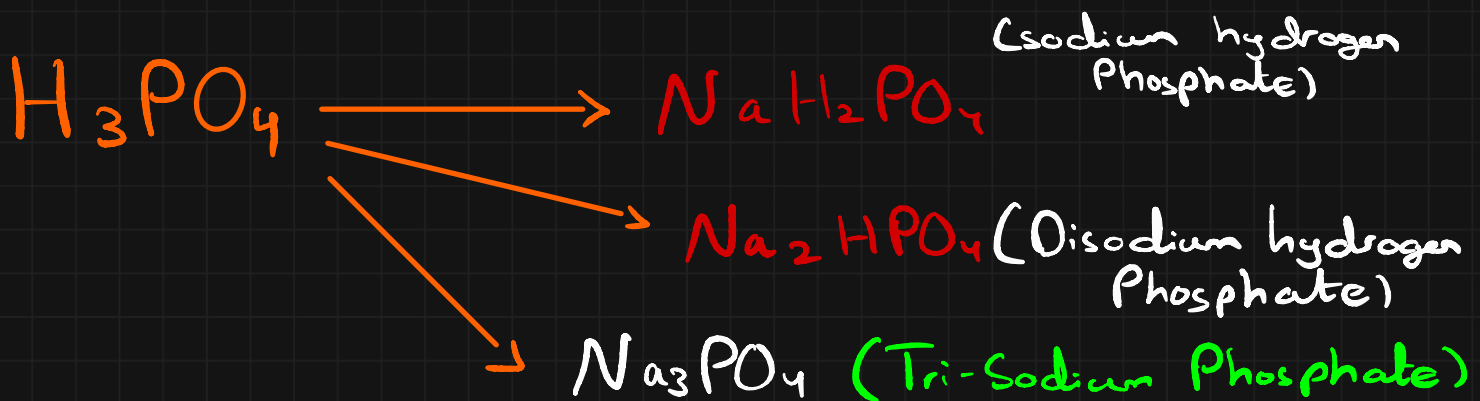 (sodium hydrogen
Phosphate)
H₃PO₄ → NaH₂PO₄
Na₂HPO₄ (Disodium hydrogen
Phosphate)
Na₃PO₄ (Tri-Sodium Phosphate)